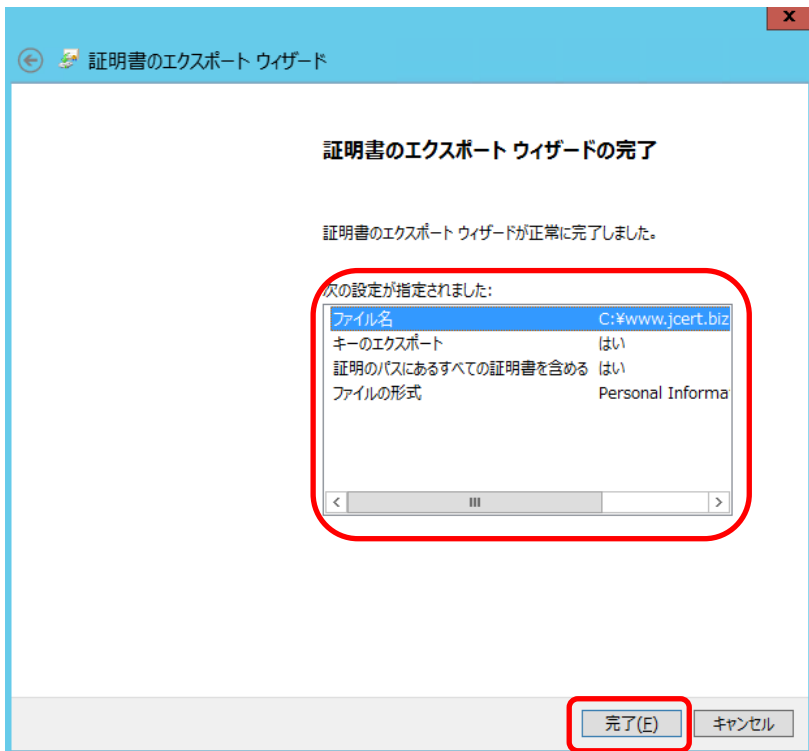 x
証明書のエクスポート ウィザード
証明書のエクスポート ウィザードの完了
証明書のエクスポート ウィザードが正常に完了しました。
次の設定が指定されました:
ファイル名 C:¥www.jcert.biz
キーのエクスポート はい
証明のパスにあるすべての証明書を含める はい
ファイルの形式 Personal Informa
完了(F) キャンセル